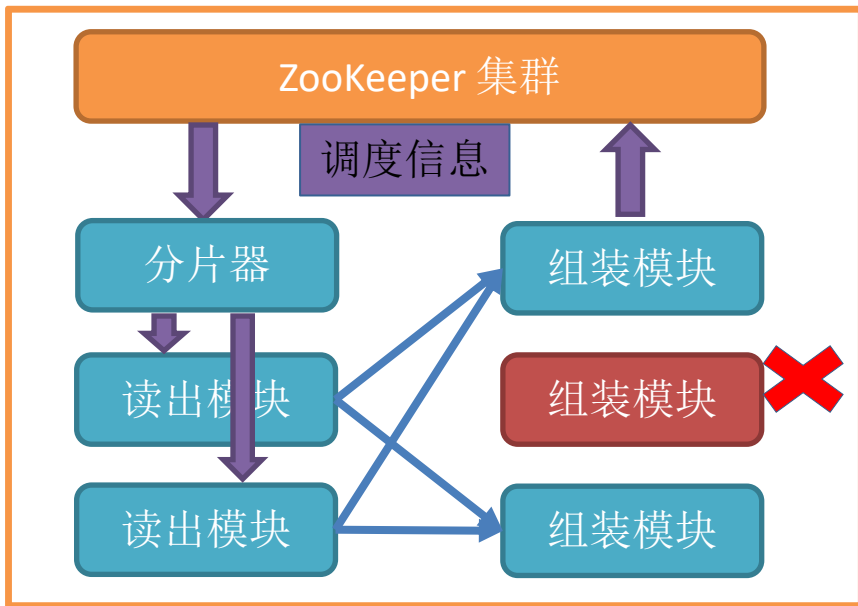 ZooKeeper 集群
调度信息
分片器
组装模块
读出模块
组装模块
读出模块
组装模块